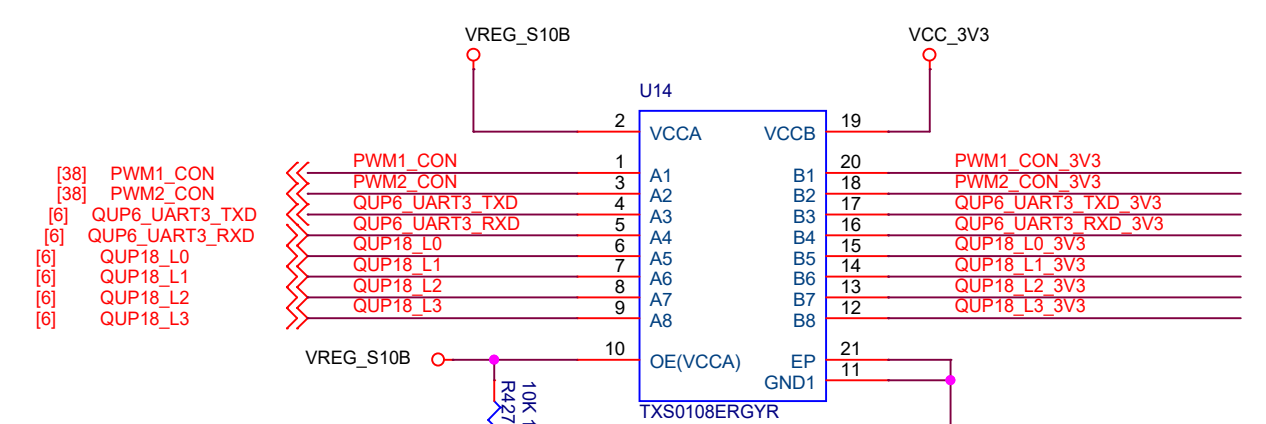 VREG_S10B
VCC_3V3
U14
2 VCCA VCCB 19
[38] PWM1_CON PWM1_CON 1 A1 B1 20 PWM1_CON_3V3
[38] PWM2_CON PWM2_CON 3 A2 B2 18 PWM2_CON_3V3
[6] QUP6_UART3_TXD QUP6_UART3_TXD 4 A3 B3 17 QUP6_UART3_TXD_3V3
[6] QUP6_UART3_RXD QUP6_UART3_RXD 5 A4 B4 16 QUP6_UART3_RXD_3V3
[6] QUP18_L0 QUP18_L0 6 A5 B5 15 QUP18_L0_3V3
[6] QUP18_L1 QUP18_L1 7 A6 B6 14 QUP18_L1_3V3
[6] QUP18_L2 QUP18_L2 8 A7 B7 13 QUP18_L2_3V3
[6] QUP18_L3 QUP18_L3 9 A8 B8 12 QUP18_L3_3V3
VREG_S10B 10 OE(VCCA) EP 21
GND1 11
TXS0108ERGYR
10K
R427